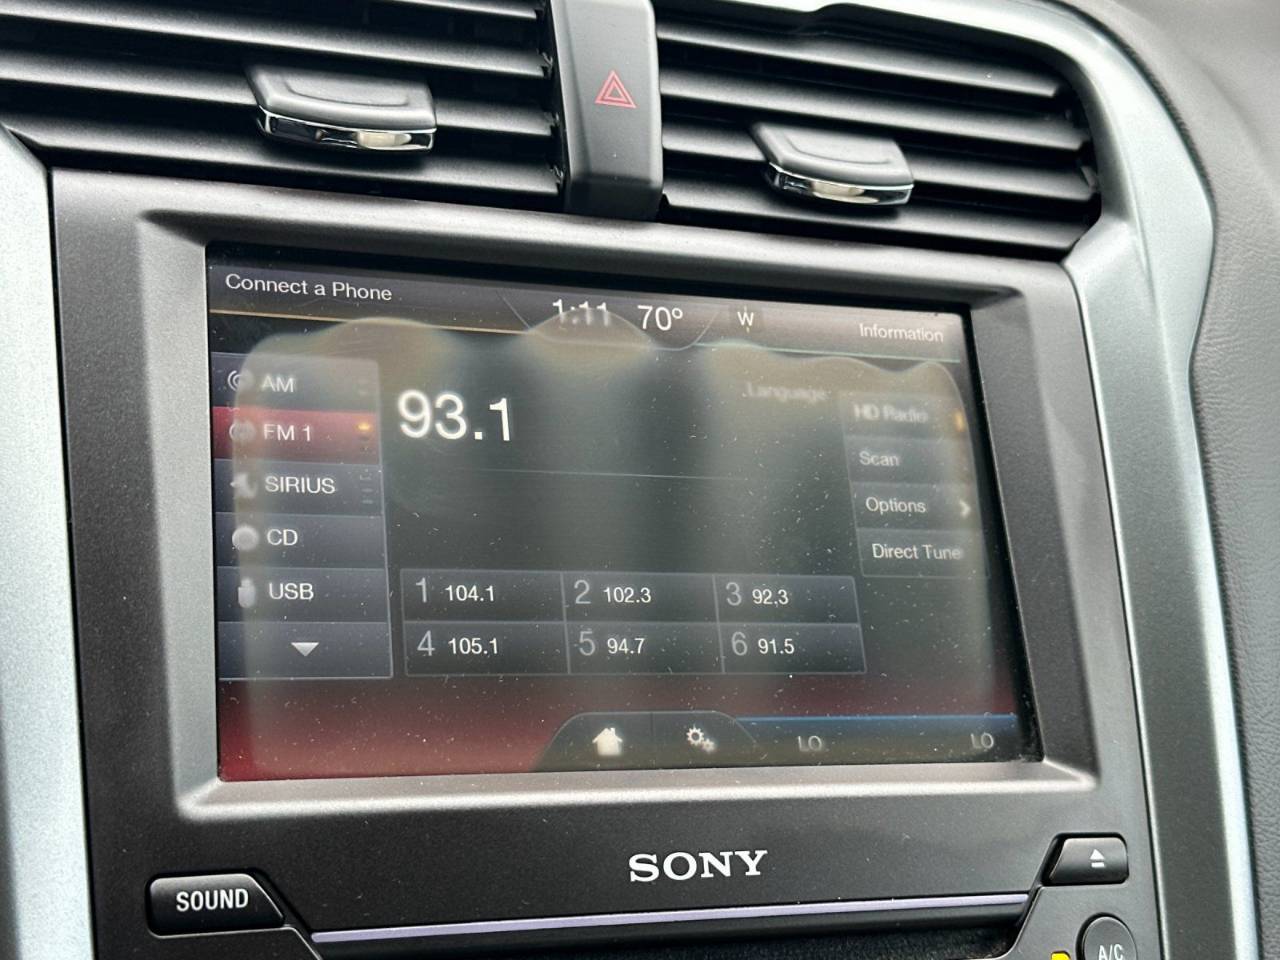 Connect a Phone
1:11 70° W
Information
AM
FM 1
SIRIUS
CD
USB
93.1
Language
HD Radio
Scan
Options
Direct Tune
1 104.1
2 102.3
3 92.3
4 105.1
5 94.7
6 91.5
LO
LO
SONY
SOUND
A/C